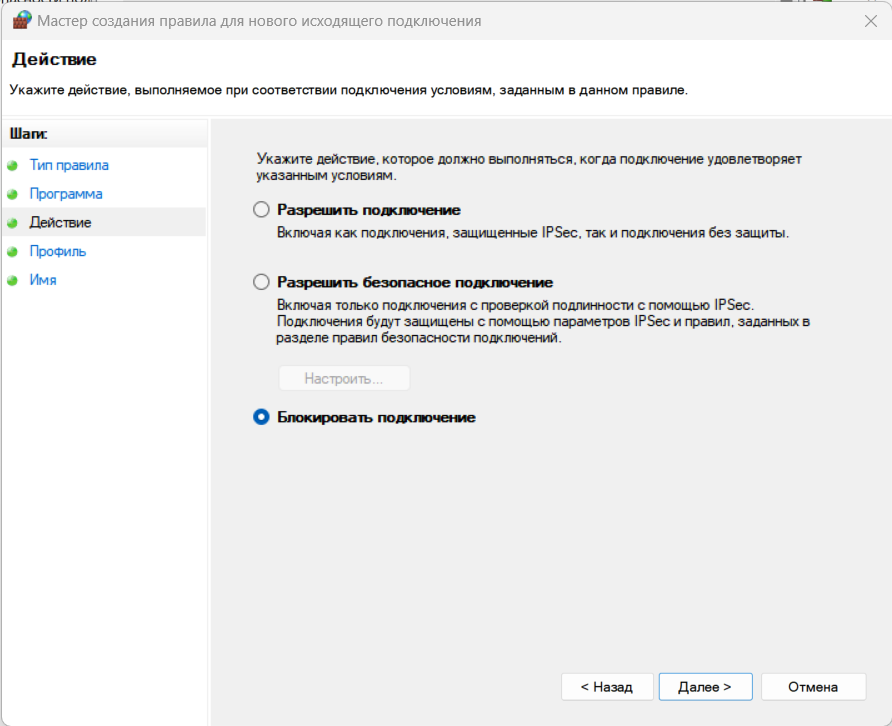 Мастер создания правила для нового исходящего подключения
Действие
Укажите действие, выполняемое при соответствии подключения условиям, заданным в данном правиле.
Шаги:
Тип правила
Программа
Действие
Профиль
Имя
Укажите действие, которое должно выполняться, когда подключение удовлетворяет
указанным условиям.
Разрешить подключение
Включая как подключения, защищенные IPSec, так и подключения без защиты.
Разрешить безопасное подключение
Включая только подключения с проверкой подлинности с помощью IPSec.
Подключения будут защищены с помощью параметров IPSec и правил, заданных в
разделе правил безопасности подключений.
Настроить...
Блокировать подключение
< Назад
Далее >
Отмена